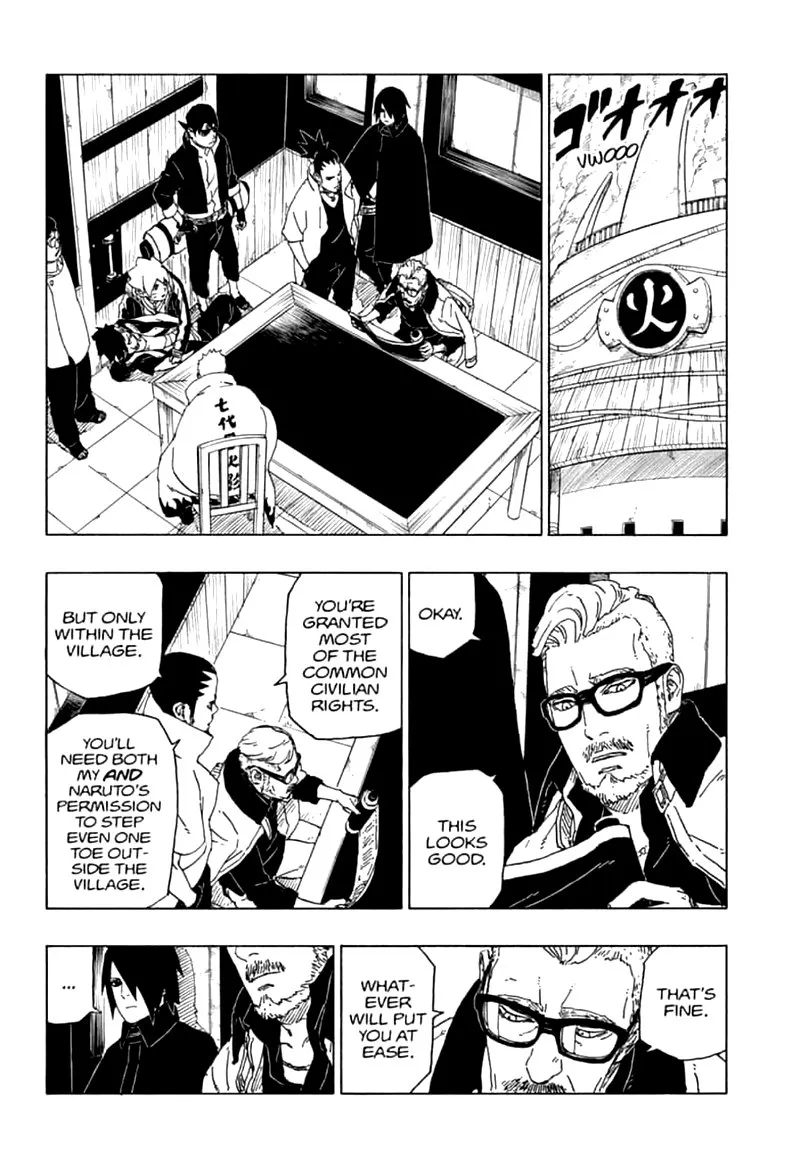 ゴオオオ
VWOOO
火
七代目火影
OKAY.
THIS
LOOKS
GOOD.
YOU'RE
GRANTED
MOST
OF THE
COMMON
CIVILIAN
RIGHTS.
BUT ONLY
WITHIN THE
VILLAGE.
YOU'LL
NEED BOTH
MY AND
NARUTO'S
PERMISSION
TO STEP
EVEN ONE
TOE OUT-
SIDE THE
VILLAGE.
THAT'S
FINE.
WHAT-
EVER
WILL PUT
YOU AT
EASE.
...